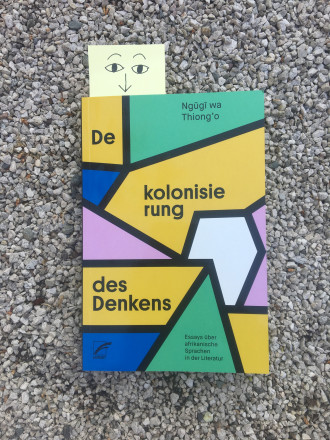 Ngũgĩ wa
Thiong'o
De
kolonisie
rung
des
Denkens
Essays über
afrikanische
Sprachen
in der Literatur